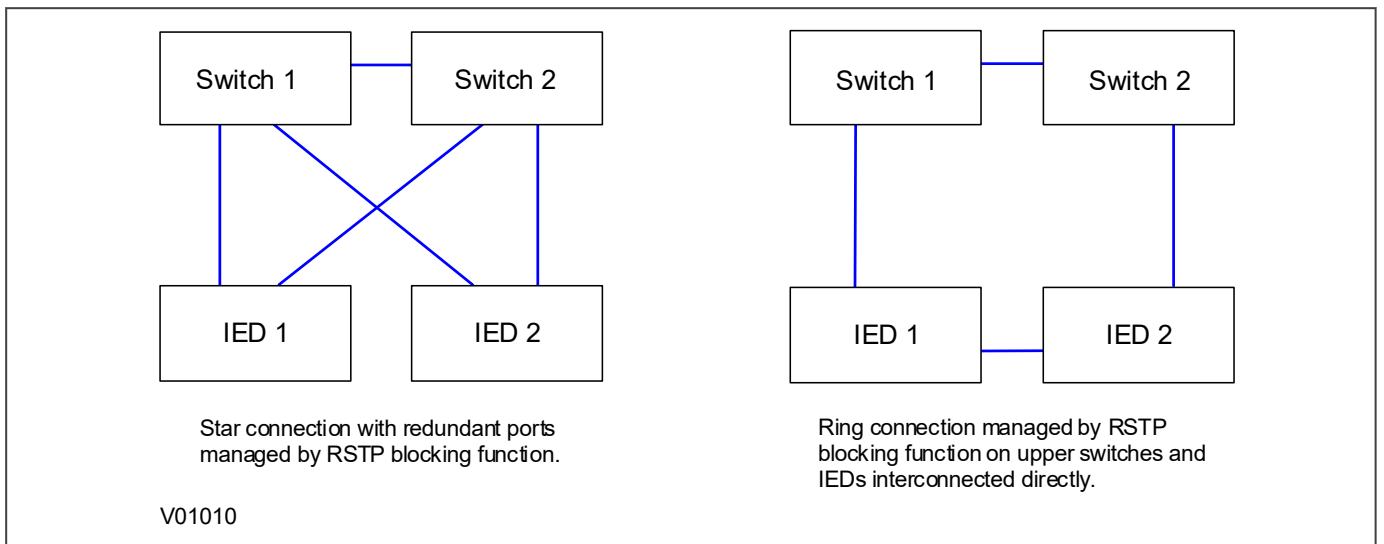 Switch 1
Switch 2
IED 1
IED 2
Star connection with redundant ports
managed by RSTP blocking function.
Switch 1
Switch 2
IED 1
IED 2
Ring connection managed by RSTP
blocking function on upper switches and
IEDs interconnected directly.
V01010